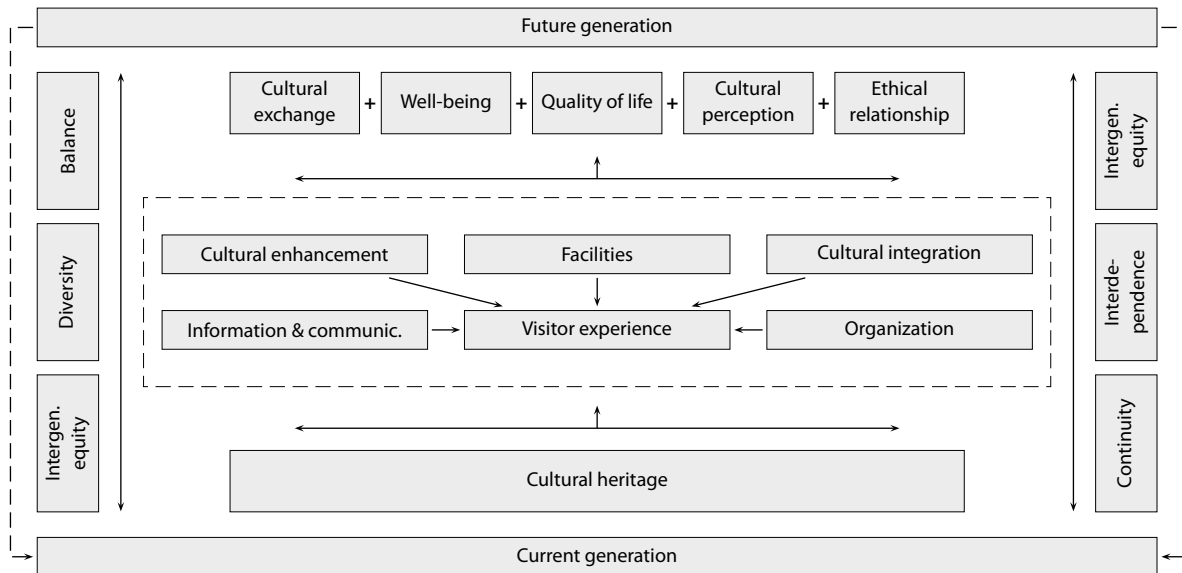 Future generation
Cultural
exchange
+
Well-being
+
Quality of life
+
Cultural
perception
+
Ethical
relationship
Balance
Diversity
Intergen.
equity
Intergen.
equity
Interde-
pendence
Continuity
Cultural enhancement
Facilities
Cultural integration
Information & communic.
Visitor experience
Organization
Cultural heritage
Current generation